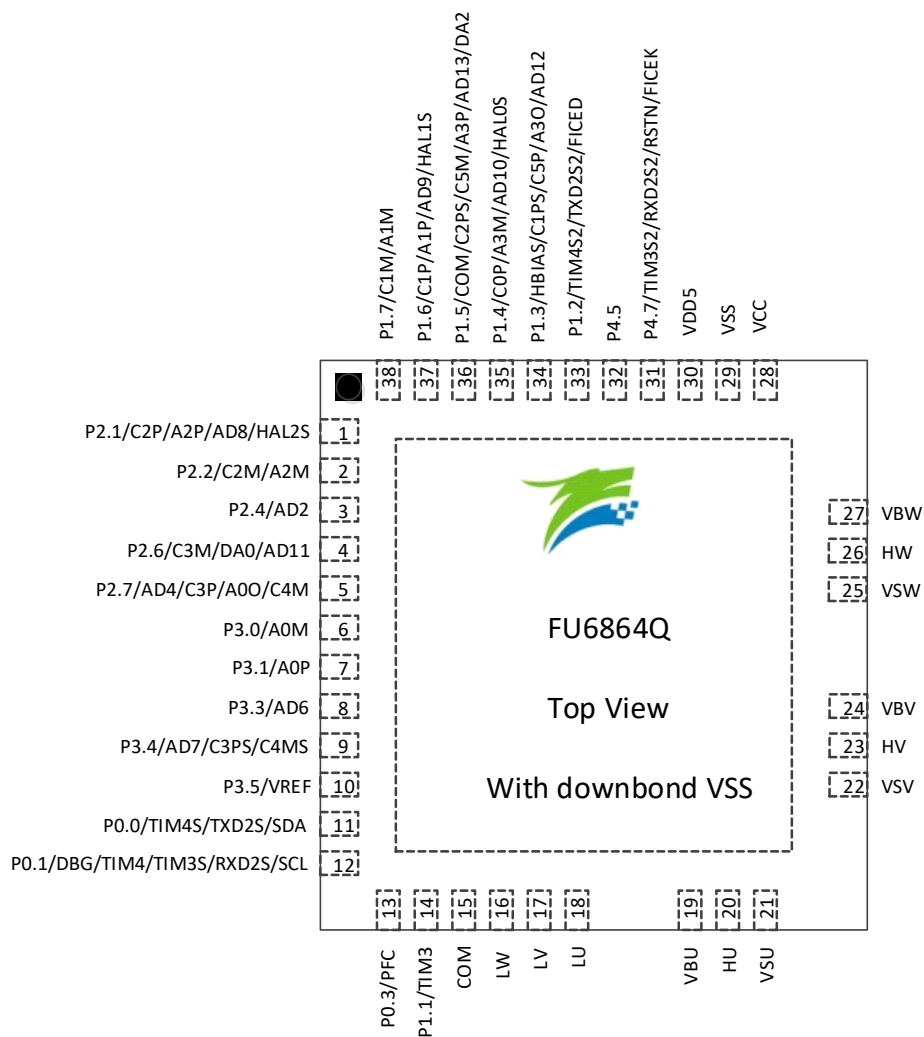 P1.7/C1M/A1M
P1.6/C1P/A1P/AD9/HAL1S
P1.5/COM/C2PS/C5M/A3P/AD13/DA2
P1.4/C0P/A3M/AD10/HAL0S
P1.3/HBIAS/C1PS/C5P/A3O/AD12
P1.2/TIM4S2/TXD2S2/FICED
P4.5
P4.7/TIM3S2/RXD2S2/RSTN/FICEK
VDD5
VSS
VCC
38 37 36 35 34 33 32 31 30 29 28
P2.1/C2P/A2P/AD8/HAL2S 1
P2.2/C2M/A2M 2
P2.4/AD2 3
P2.6/C3M/DA0/AD11 4
P2.7/AD4/C3P/A0O/C4M 5
P3.0/A0M 6
P3.1/A0P 7
P3.3/AD6 8
P3.4/AD7/C3PS/C4MS 9
P3.5/VREF 10
P0.0/TIM4S/TXD2S/SDA 11
P0.1/DBG/TIM4/TIM3S/RXD2S/SCL 12
FU6864Q
Top View
With downbond VSS
27 VBW
26 HW
25 VSW
24 VBV
23 HV
22 VSV
13 14 15 16 17 18 19 20 21
P0.3/PFC
P1.1/TIM3
COM
LW
LV
LU
VBU
HU
VSU